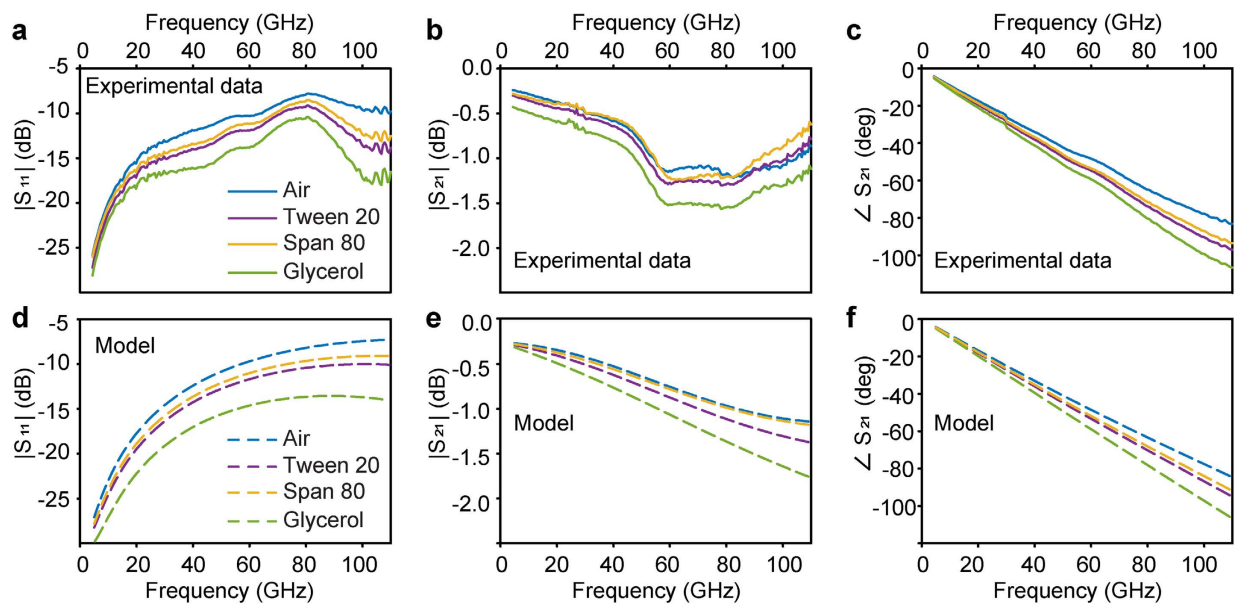 Frequency (GHz)
Frequency (GHz)
Frequency (GHz)
a
b
c
0 20 40 60 80 100
0 20 40 60 80 100
0 20 40 60 80 100
|S₁₁| (dB)
-5
-10
-15
-20
-25
Experimental data
Air
Tween 20
Span 80
Glycerol
|S₂₁| (dB)
0.0
-0.5
-1.0
-1.5
-2.0
Experimental data
∠ S₂₁ (deg)
0
-20
-40
-60
-80
-100
Experimental data
d
e
f
|S₁₁| (dB)
-5
-10
-15
-20
-25
Model
Air
Tween 20
Span 80
Glycerol
|S₂₁| (dB)
0.0
-0.5
-1.0
-1.5
-2.0
Model
∠ S₂₁ (deg)
0
-20
-40
-60
-80
-100
Model
0 20 40 60 80 100
0 20 40 60 80 100
0 20 40 60 80 100
Frequency (GHz)
Frequency (GHz)
Frequency (GHz)